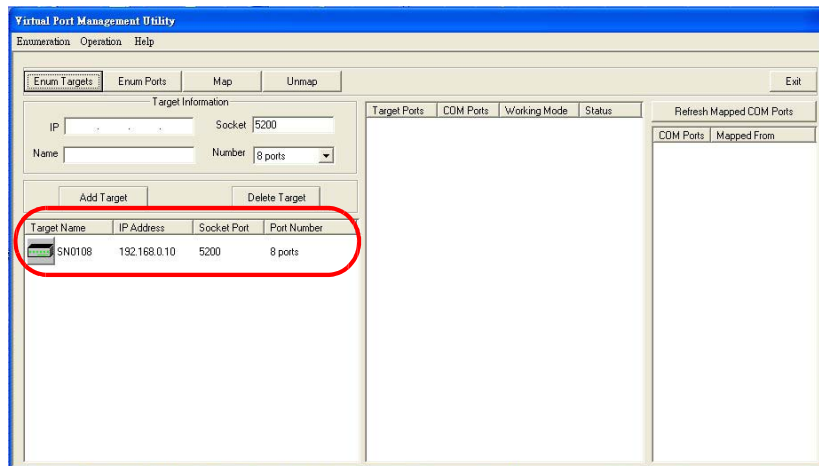 Virtual Port Management Utility
Enumeration Operation Help
Enum Targets Enum Ports Map Unmap Exit
Target Information
IP . . . Socket 5200
Name Number 8 ports
Add Target Delete Target
Target Name IP Address Socket Port Port Number
SN0108 192.168.0.10 5200 8 ports
Target Ports COM Ports Working Mode Status
Refresh Mapped COM Ports
COM Ports Mapped From